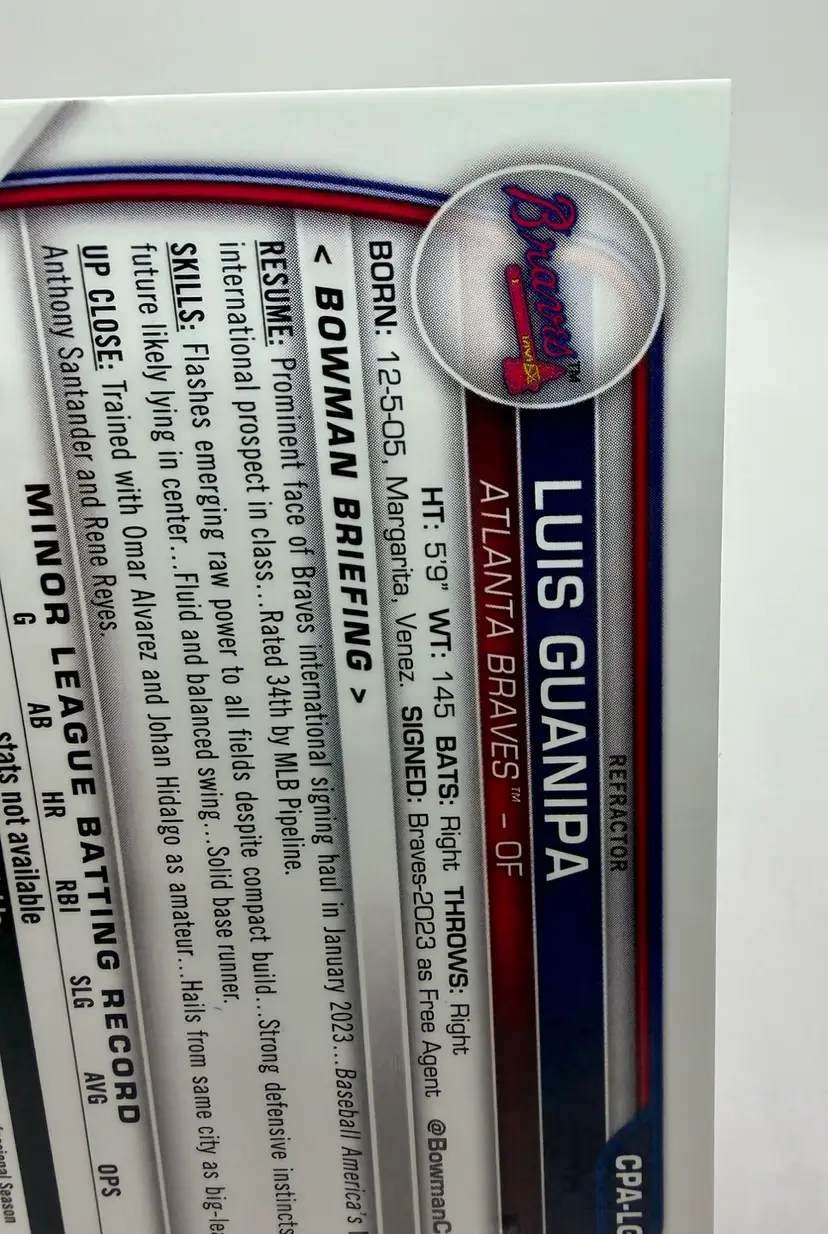 REFRACTOR
CPA-LG
Braves™
LUIS GUANIPA
ATLANTA BRAVES™ - OF
HT: 5'9" WT: 145 BATS: Right THROWS: Right
BORN: 12-5-05, Margarita, Venez. SIGNED: Braves-2023 as Free Agent @BowmanC
< BOWMAN BRIEFING >
RESUME: Prominent face of Braves international signing haul in January 2023...Baseball America's
international prospect in class...Rated 34th by MLB Pipeline.
SKILLS: Flashes emerging raw power to all fields despite compact build...Strong defensive instincts
future likely lying in center...Fluid and balanced swing...Solid base runner.
UP CLOSE: Trained with Omar Alvarez and Johan Hidalgo as amateur...Hails from same city as big-lea
Anthony Santander and Rene Reyes.
MINOR LEAGUE BATTING RECORD
G AB HR RBI SLG AVG OPS
stats not available
Season